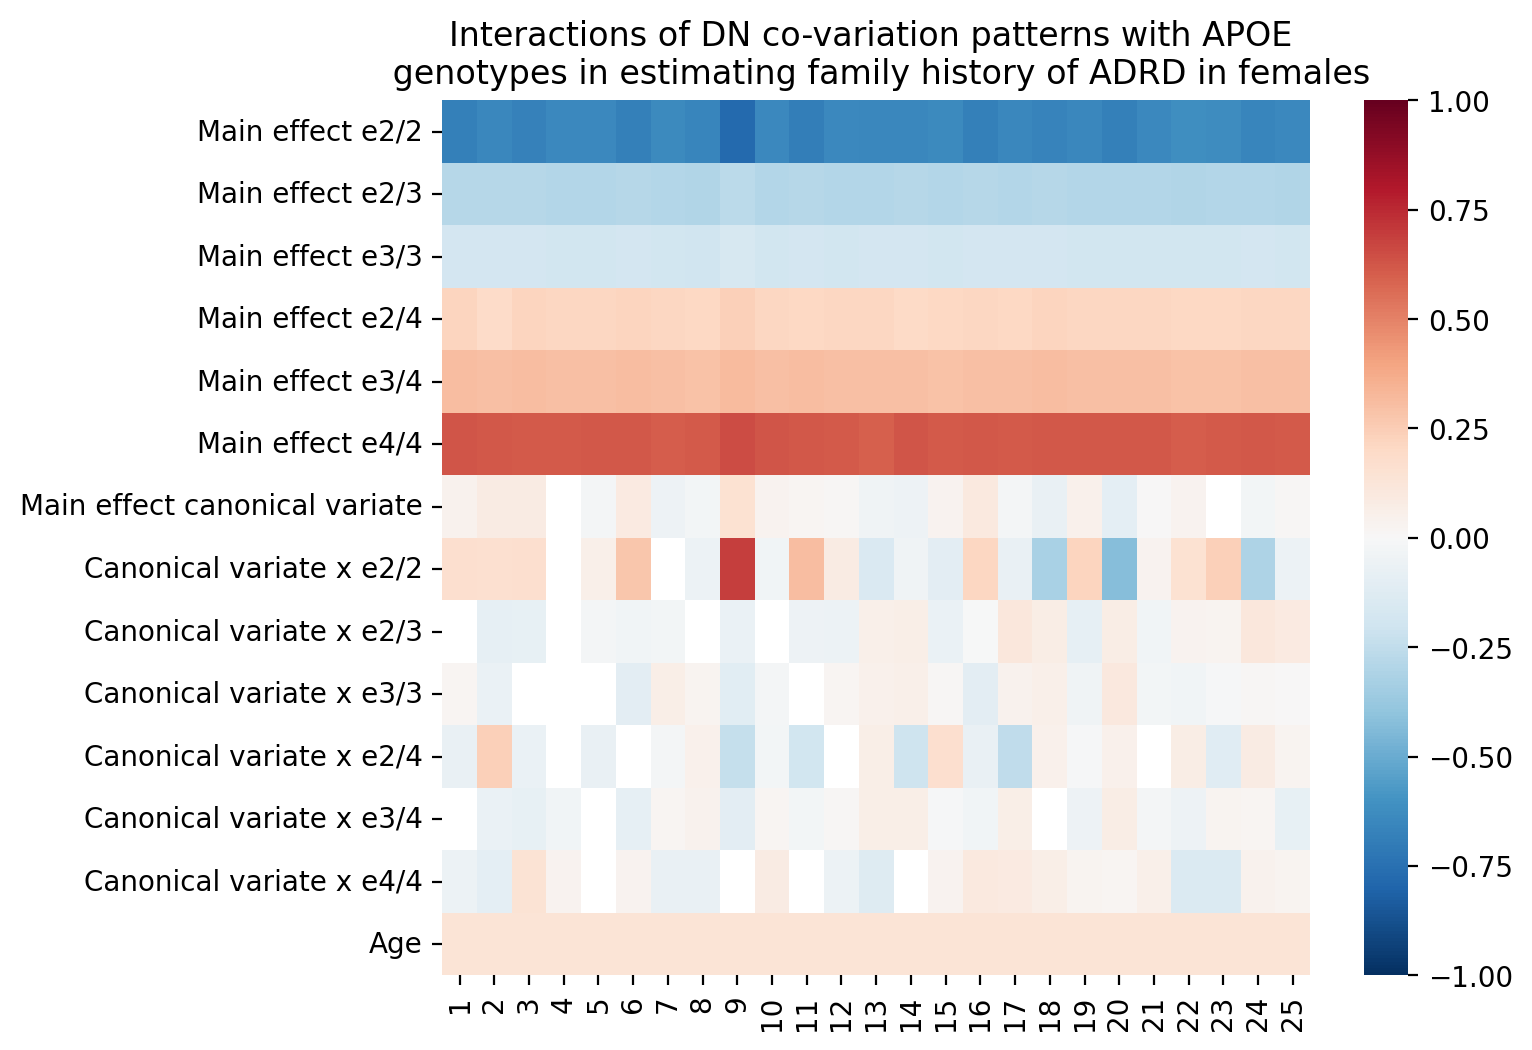 Interactions of DN co-variation patterns with APOE
genotypes in estimating family history of ADRD in females
Main effect e2/2
Main effect e2/3
Main effect e3/3
Main effect e2/4
Main effect e3/4
Main effect e4/4
Main effect canonical variate
Canonical variate x e2/2
Canonical variate x e2/3
Canonical variate x e3/3
Canonical variate x e2/4
Canonical variate x e3/4
Canonical variate x e4/4
Age
1 2 3 4 5 6 7 8 9 10 11 12 13 14 15 16 17 18 19 20 21 22 23 24 25
1.00
0.75
0.50
0.25
0.00
−0.25
−0.50
−0.75
−1.00